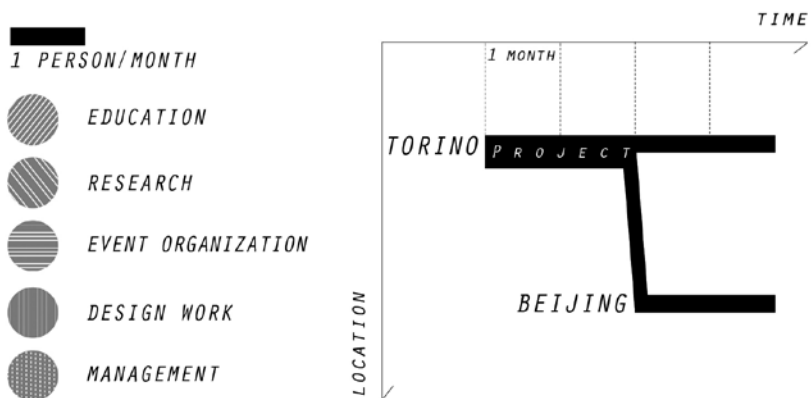 1 PERSON/MONTH
EDUCATION
RESEARCH
EVENT ORGANIZATION
DESIGN WORK
MANAGEMENT
TIME
1 MONTH
TORINO
PROJECT
BEIJING
LOCATION